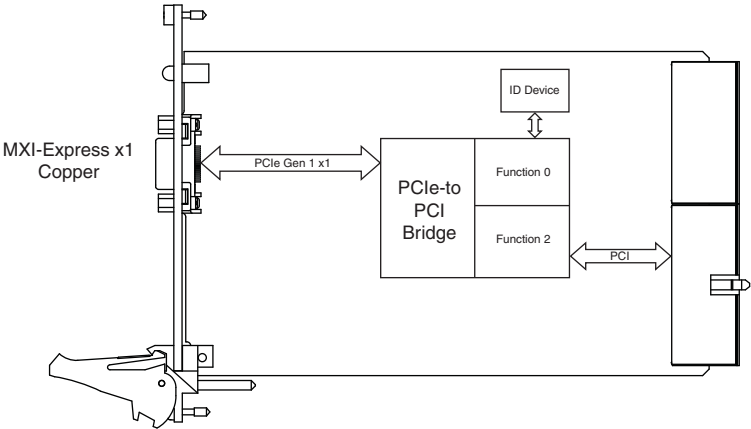 ID Device
MXI-Express x1
Copper
PCIe Gen 1 x1
PCIe-to
PCI
Bridge
Function 0
Function 2
PCI